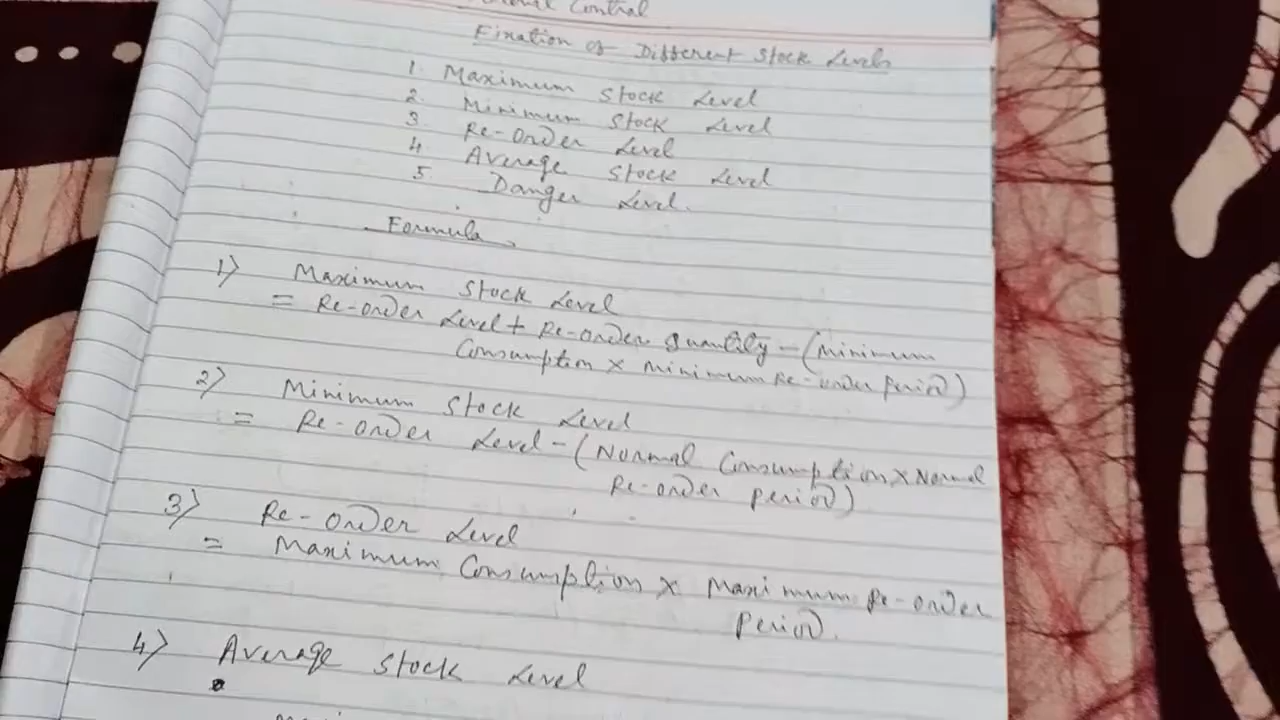 Control
Fixation of Different Stock Levels
1. Maximum Stock Level
2. Minimum Stock Level
3. Re-Order Level
4. Average Stock Level
5. Danger Level.
Formula
1) Maximum Stock Level
= Re-order Level + Re-order quantity - (Minimum
Consumption x minimum Re-order period)
2) Minimum Stock Level
= Re-order Level - (Normal Consumption x Normal
Re-order period)
3) Re-order Level
= Maximum Consumption x Maximum Re-order
Period.
4) Average Stock Level